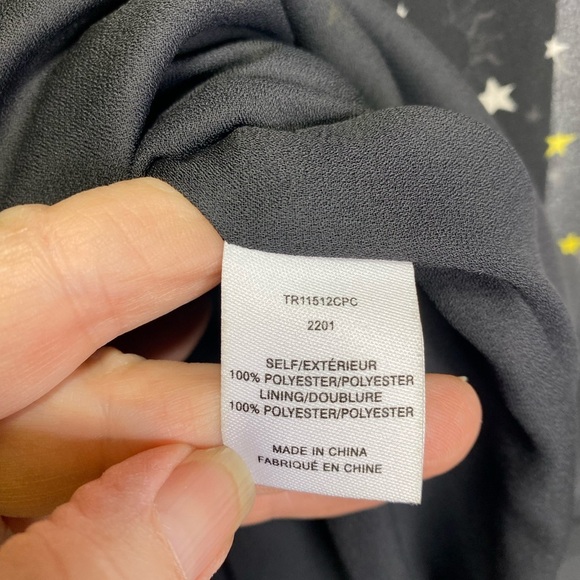 TR11512CPC
2201
SELF/EXTÉRIEUR
100% POLYESTER/POLYESTER
LINING/DOUBLURE
100% POLYESTER/POLYESTER
MADE IN CHINA
FABRIQUÉ EN CHINE